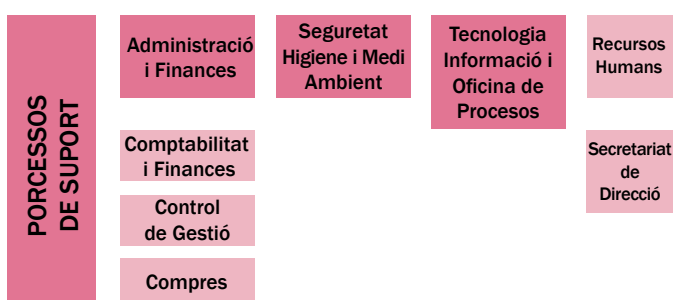 PORCESSOS
DE SUPORT
Administració
i Finances
Seguretat
Higiene i Medi
Ambient
Tecnologia
Informació i
Oficina de
Procesos
Recursos
Humans
Comptabilitat
i Finances
Secretariat
de
Direcció
Control
de Gestió
Compres